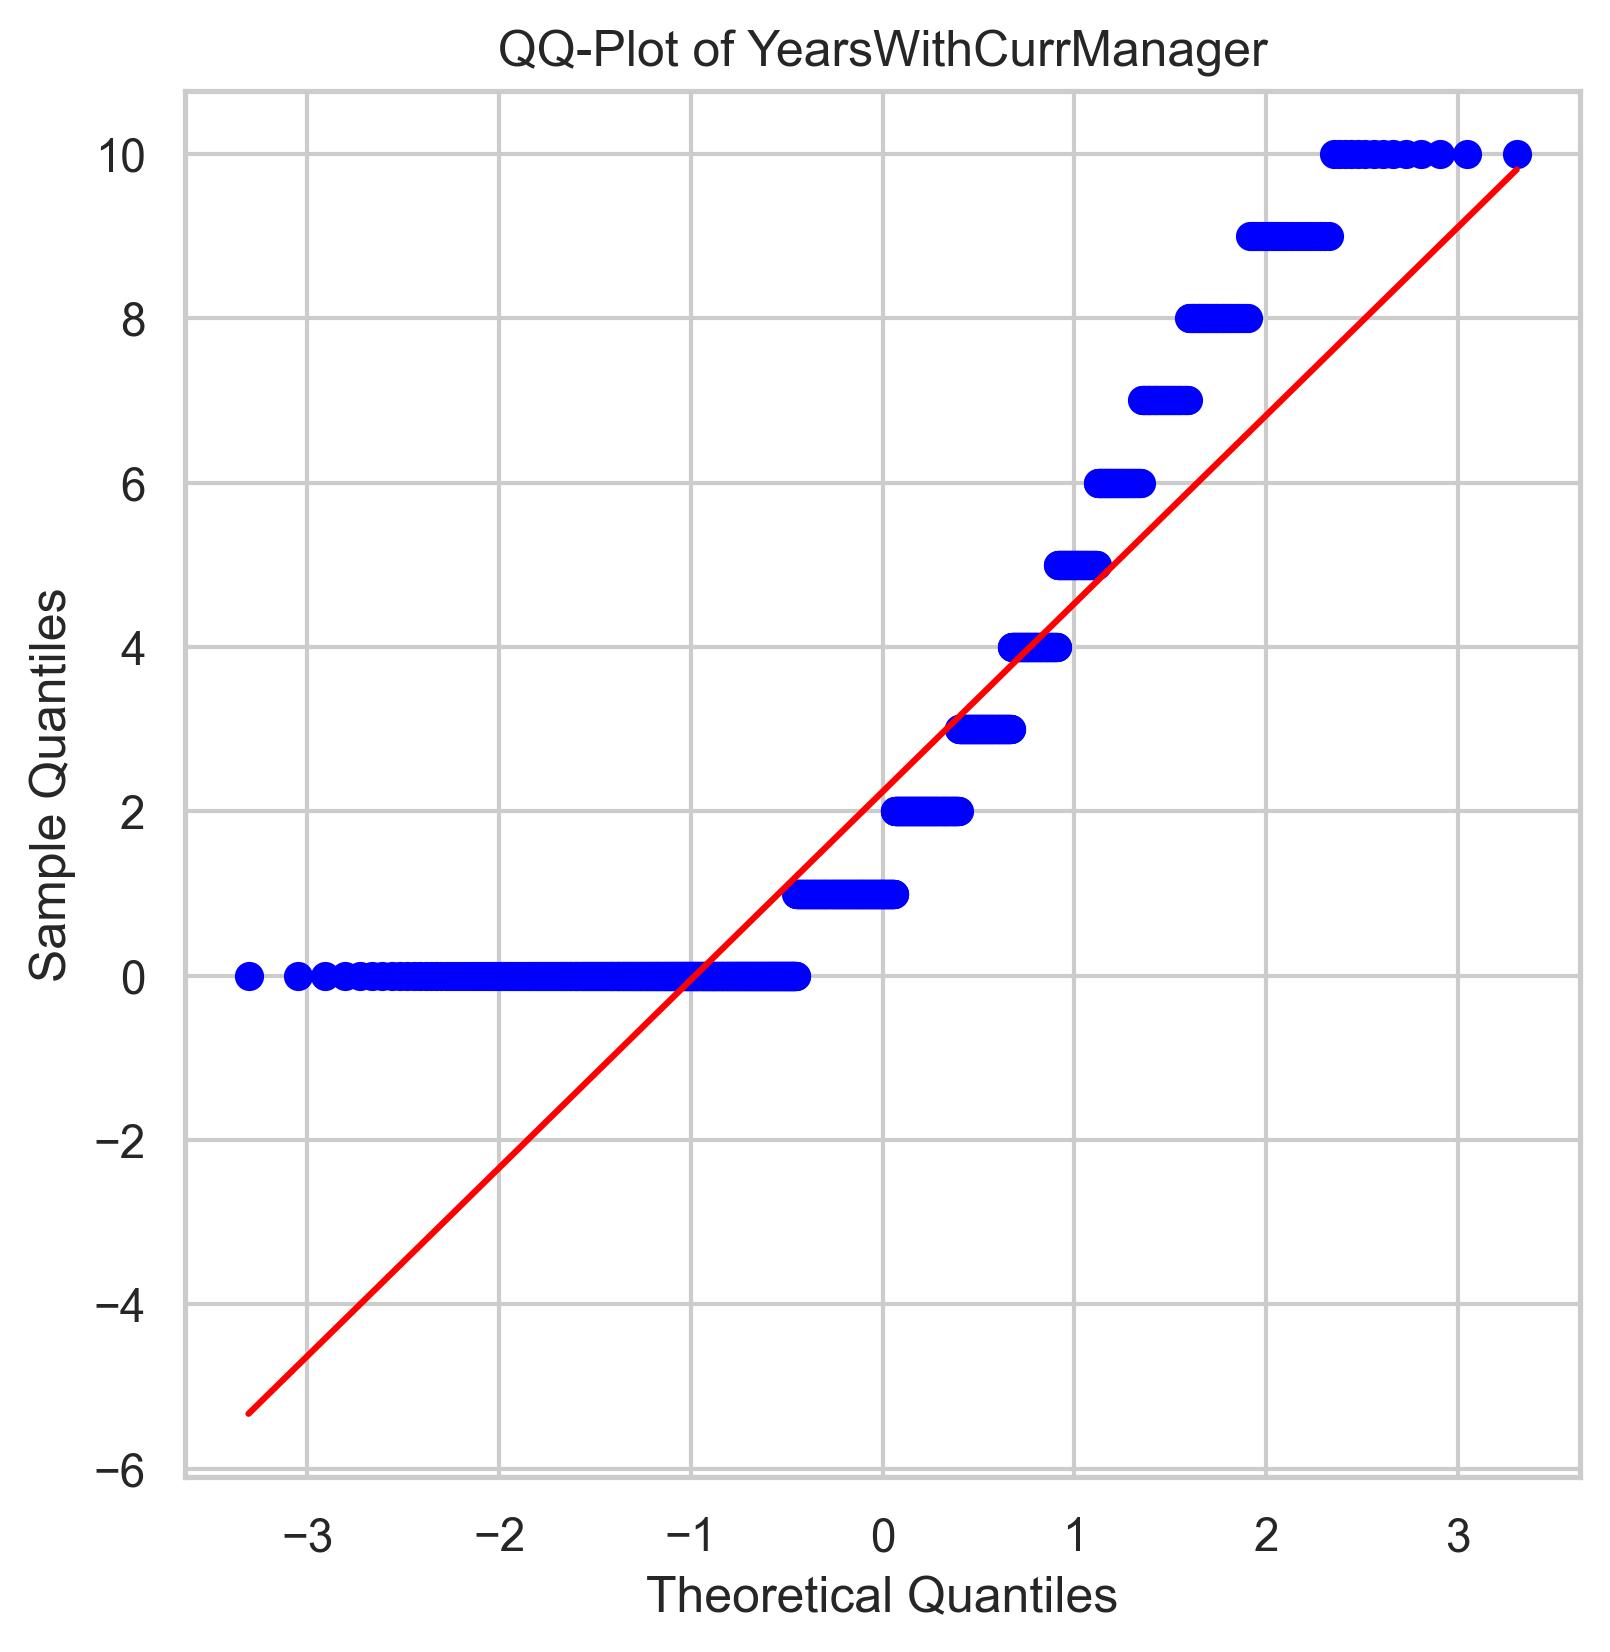 QQ-Plot of YearsWithCurrManager
10
8
6
4
2
0
−2
−4
−6
Sample Quantiles
−3 −2 −1 0 1 2 3
Theoretical Quantiles